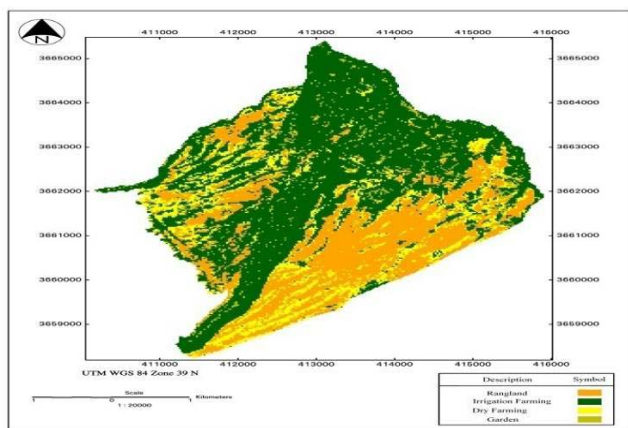 N
411000 412000 413000 414000 415000 416000
3665000 3665000
3664000 3664000
3663000 3663000
3662000 3662000
3661000 3661000
3660000 3660000
3659000 3659000
411000 412000 413000 414000 415000 416000
UTM WGS 84 Zone 39 N
Scale
1 0 1 Kilometers
1 : 20000
Description Symbol
Rangland
Irrigation Farming
Dry Farming
Garden